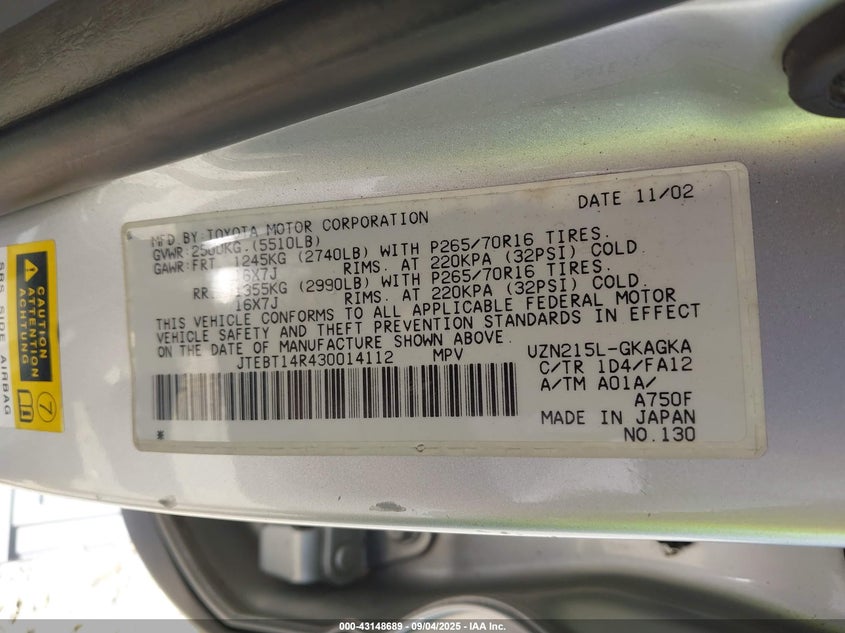 DATE 11/02
MFD BY:TOYOTA MOTOR CORPORATION
GVWR:2500KG.(5510LB)
GAWR:FRT 1245KG (2740LB) WITH P265/70R16 TIRES.
16X7J RIMS. AT 220KPA (32PSI) COLD.
RR 1355KG (2990LB) WITH P265/70R16 TIRES.
16X7J RIMS. AT 220KPA (32PSI) COLD.
THIS VEHICLE CONFORMS TO ALL APPLICABLE FEDERAL MOTOR
VEHICLE SAFETY AND THEFT PREVENTION STANDARDS IN EFFECT
ON THE DATE OF MANUFACTURE SHOWN ABOVE.
JTEBT14R430014112 MPV UZN215L-GKAGKA
C/TR 1D4/FA12
A/TM A01A/
A750F
MADE IN JAPAN
NO.130
CAUTION
ATTENTION
ACHTUNG
7
SRS SIDE AIRBAG
000-43148689 | 09/04/2025 | IAA Inc.